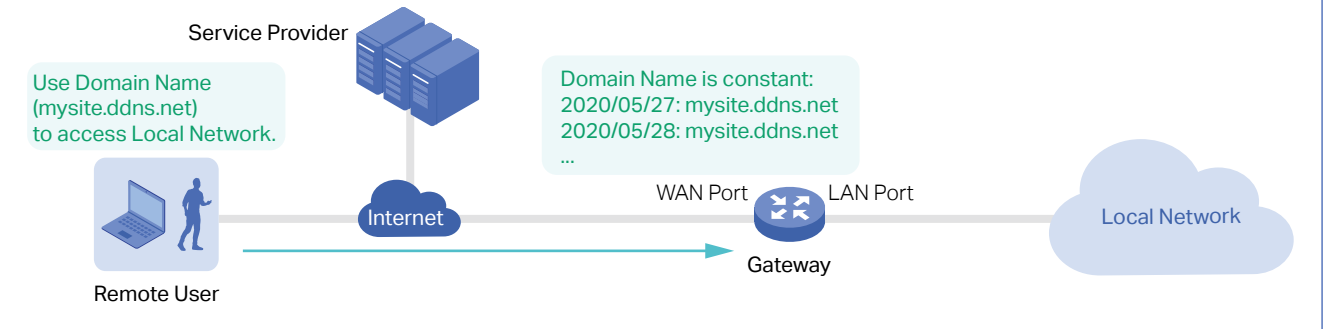 Service Provider
Use Domain Name
(mysite.ddns.net)
to access Local Network.
Domain Name is constant:
2020/05/27: mysite.ddns.net
2020/05/28: mysite.ddns.net
...
WAN Port
LAN Port
Internet
Local Network
Gateway
Remote User